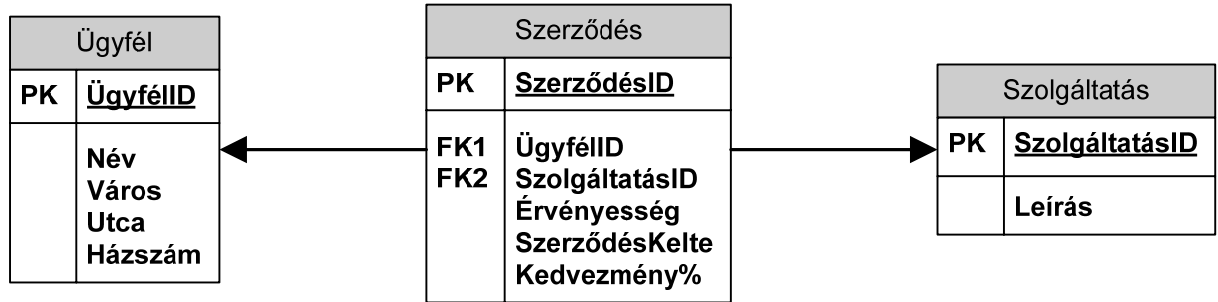 Ügyfél
PK ÜgyfélID
Név
Város
Utca
Házszám
Szerződés
PK SzerződésID
FK1 ÜgyfélID
FK2 SzolgáltatásID
Érvényesség
SzerződésKelte
Kedvezmény%
Szolgáltatás
PK SzolgáltatásID
Leírás